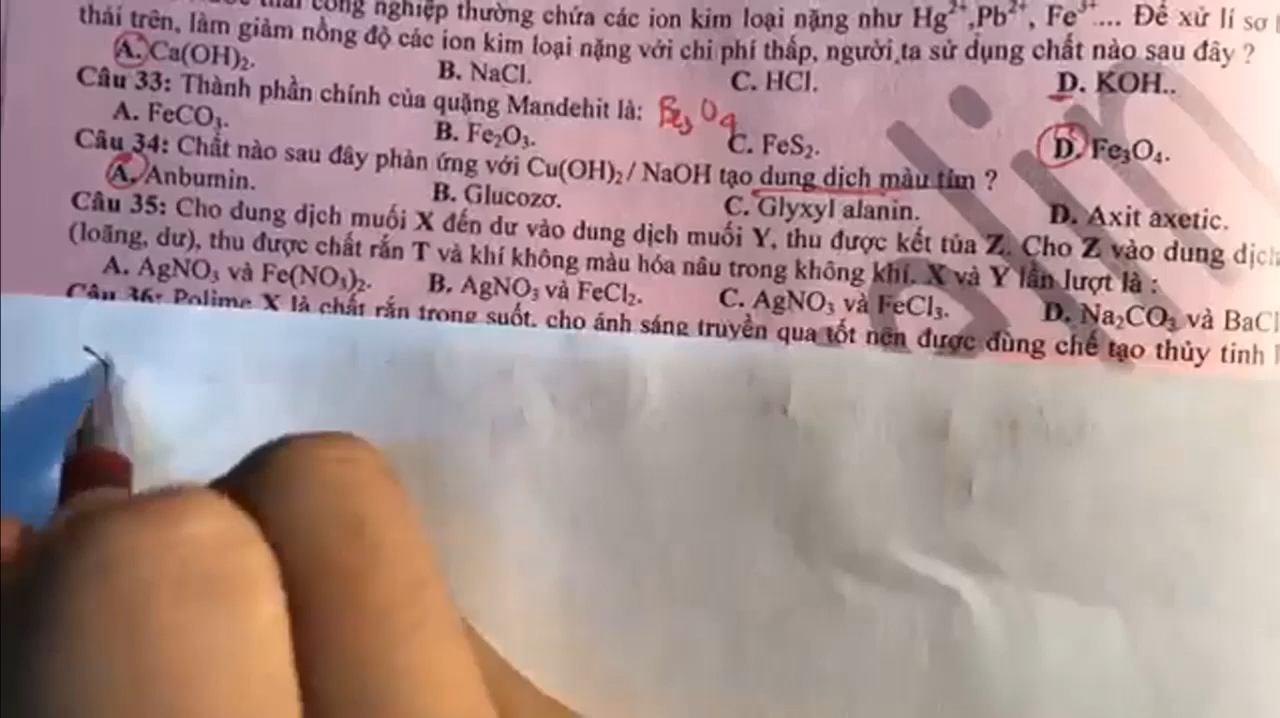 công nghiệp thường chứa các ion kim loại nặng như Hg²⁺,Pb²⁺, Fe³⁺.... Để xử lí sơ
thải trên, làm giảm nồng độ các ion kim loại nặng với chi phí thấp, người ta sử dụng chất nào sau đây ?
A. Ca(OH)₂. B. NaCl. C. HCl. D. KOH..
Câu 33: Thành phần chính của quặng Mandehit là: Fe₃O₄
A. FeCO₃. B. Fe₂O₃. C. FeS₂. D. Fe₃O₄.
Câu 34: Chất nào sau đây phản ứng với Cu(OH)₂ / NaOH tạo dung dịch màu tím ?
A. Anbumin. B. Glucozơ. C. Glyxyl alanin. D. Axit axetic.
Câu 35: Cho dung dịch muối X đến dư vào dung dịch muối Y, thu được kết tủa Z. Cho Z vào dung dịch
(loãng, dư), thu được chất rắn T và khí không màu hóa nâu trong không khí. X và Y lần lượt là :
A. AgNO₃ và Fe(NO₃)₂. B. AgNO₃ và FeCl₂. C. AgNO₃ và FeCl₃. D. Na₂CO₃ và BaCl
Câu 36: Polime X là chất rắn trong suốt, cho ánh sáng truyền qua tốt nên được dùng chế tạo thủy tinh